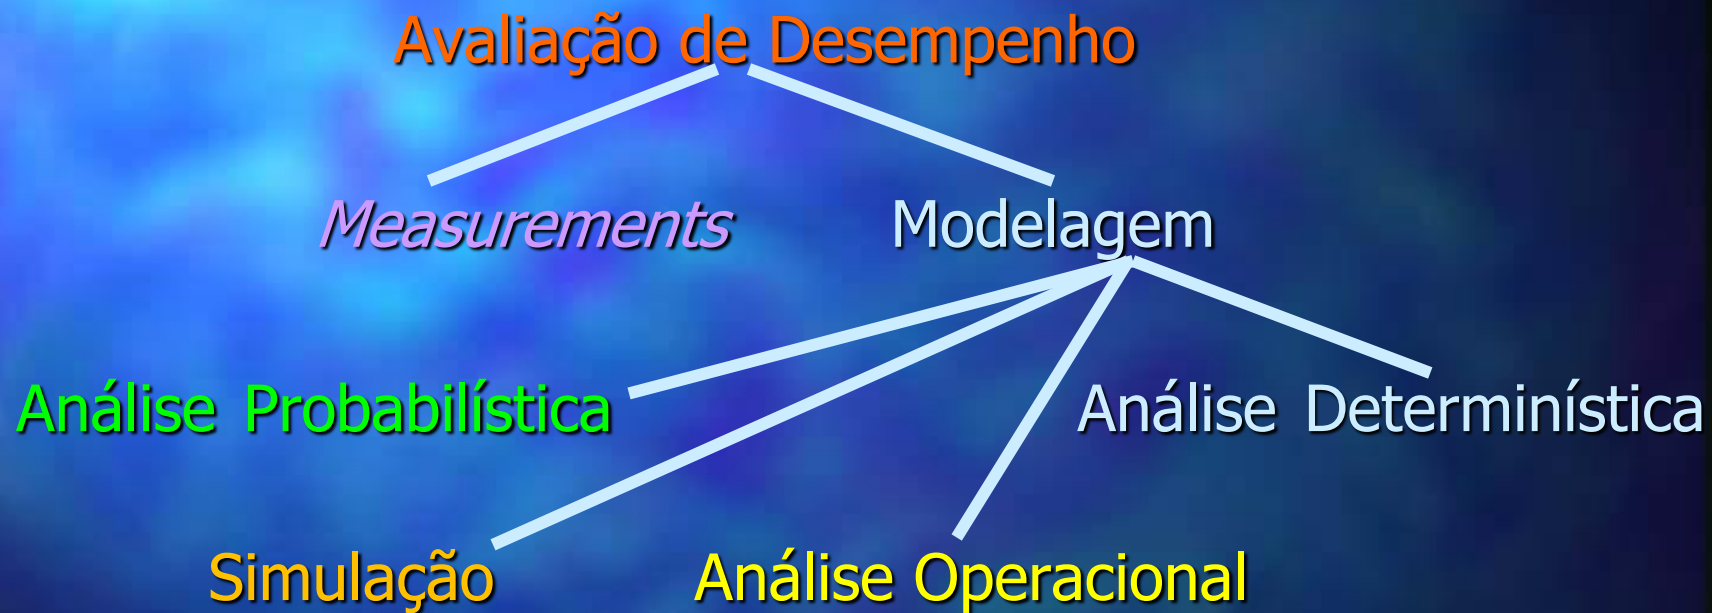 Avaliação de Desempenho
Measurements
Modelagem
Análise Probabilística
Análise Determinística
Simulação
Análise Operacional